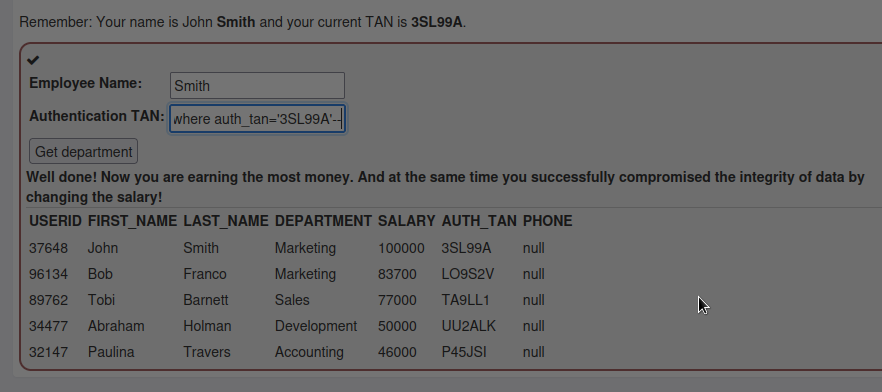 Remember: Your name is John Smith and your current TAN is 3SL99A.
Employee Name: Smith
Authentication TAN: where auth_tan='3SL99A'--
Get department
Well done! Now you are earning the most money. And at the same time you successfully compromised the integrity of data by
changing the salary!
USERID FIRST_NAME LAST_NAME DEPARTMENT SALARY AUTH_TAN PHONE
37648 John Smith Marketing 100000 3SL99A null
96134 Bob Franco Marketing 83700 LO9S2V null
89762 Tobi Barnett Sales 77000 TA9LL1 null
34477 Abraham Holman Development 50000 UU2ALK null
32147 Paulina Travers Accounting 46000 P45JSI null